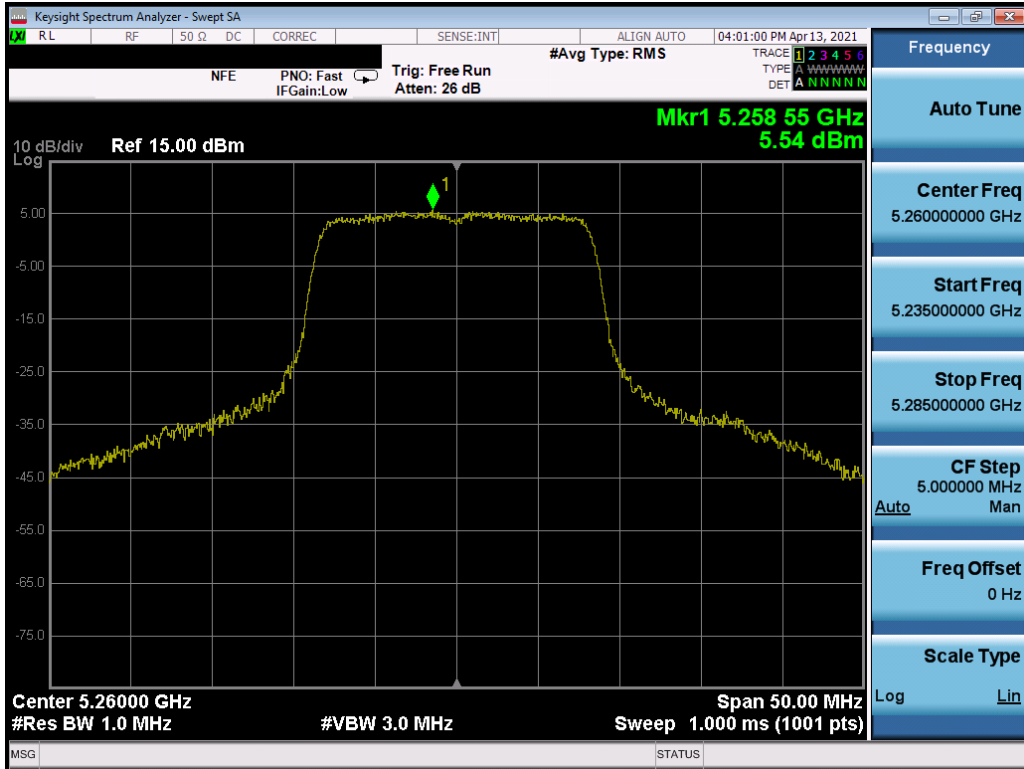 Keysight Spectrum Analyzer - Swept SA
LXI RL RF 50 Ω DC CORREC SENSE:INT ALIGN AUTO 04:01:00 PM Apr 13, 2021
NFE PNO: Fast IFGain:Low Trig: Free Run Atten: 26 dB #Avg Type: RMS
TRACE 1 2 3 4 5 6
TYPE A WWWWW
DET A N N N N N
Mkr1 5.258 55 GHz
5.54 dBm
10 dB/div Ref 15.00 dBm
Log
1
5.00
-5.00
-15.0
-25.0
-35.0
-45.0
-55.0
-65.0
-75.0
Center 5.26000 GHz Span 50.00 MHz
#Res BW 1.0 MHz #VBW 3.0 MHz Sweep 1.000 ms (1001 pts)
MSG STATUS
Frequency
Auto Tune
Center Freq
5.260000000 GHz
Start Freq
5.235000000 GHz
Stop Freq
5.285000000 GHz
CF Step
5.000000 MHz
Auto Man
Freq Offset
0 Hz
Scale Type
Log Lin